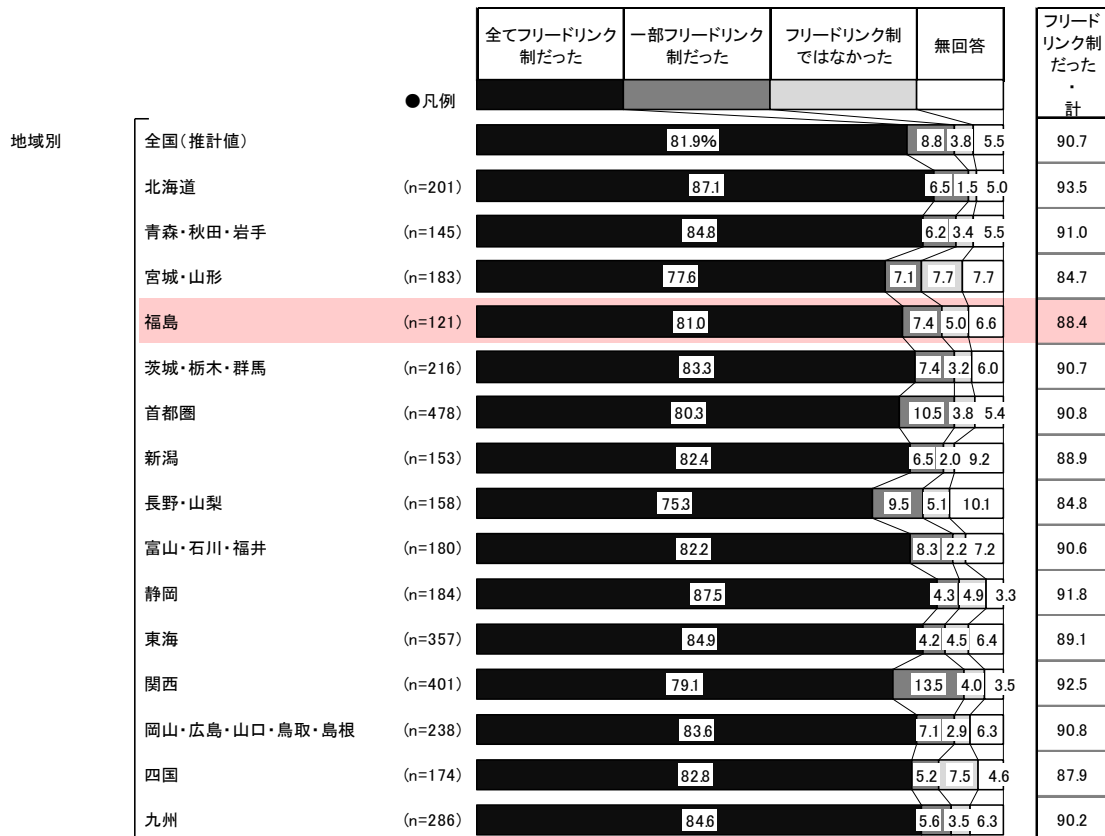 全てフリードリンク制だった 一部フリードリンク制だった フリードリンク制ではなかった 無回答 フリードリンク制だった・計
●凡例
地域別 全国(推計値) 81.9% 8.8 3.8 5.5 90.7
北海道 (n=201) 87.1 6.5 1.5 5.0 93.5
青森・秋田・岩手 (n=145) 84.8 6.2 3.4 5.5 91.0
宮城・山形 (n=183) 77.6 7.1 7.7 7.7 84.7
福島 (n=121) 81.0 7.4 5.0 6.6 88.4
茨城・栃木・群馬 (n=216) 83.3 7.4 3.2 6.0 90.7
首都圏 (n=478) 80.3 10.5 3.8 5.4 90.8
新潟 (n=153) 82.4 6.5 2.0 9.2 88.9
長野・山梨 (n=158) 75.3 9.5 5.1 10.1 84.8
富山・石川・福井 (n=180) 82.2 8.3 2.2 7.2 90.6
静岡 (n=184) 87.5 4.3 4.9 3.3 91.8
東海 (n=357) 84.9 4.2 4.5 6.4 89.1
関西 (n=401) 79.1 13.5 4.0 3.5 92.5
岡山・広島・山口・鳥取・島根 (n=238) 83.6 7.1 2.9 6.3 90.8
四国 (n=174) 82.8 5.2 7.5 4.6 87.9
九州 (n=286) 84.6 5.6 3.5 6.3 90.2